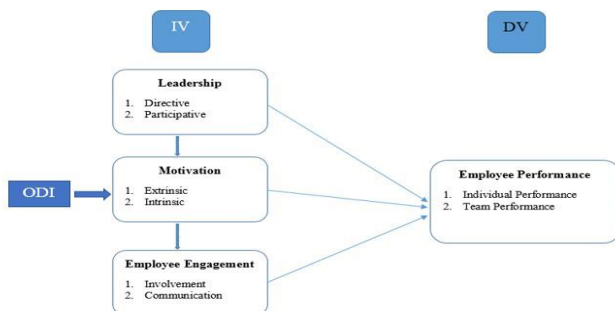 IV
DV
Leadership
1. Directive
2. Participative
Motivation
1. Extrinsic
2. Intrinsic
ODI
Employee Engagement
1. Involvement
2. Communication
Employee Performance
1. Individual Performance
2. Team Performance